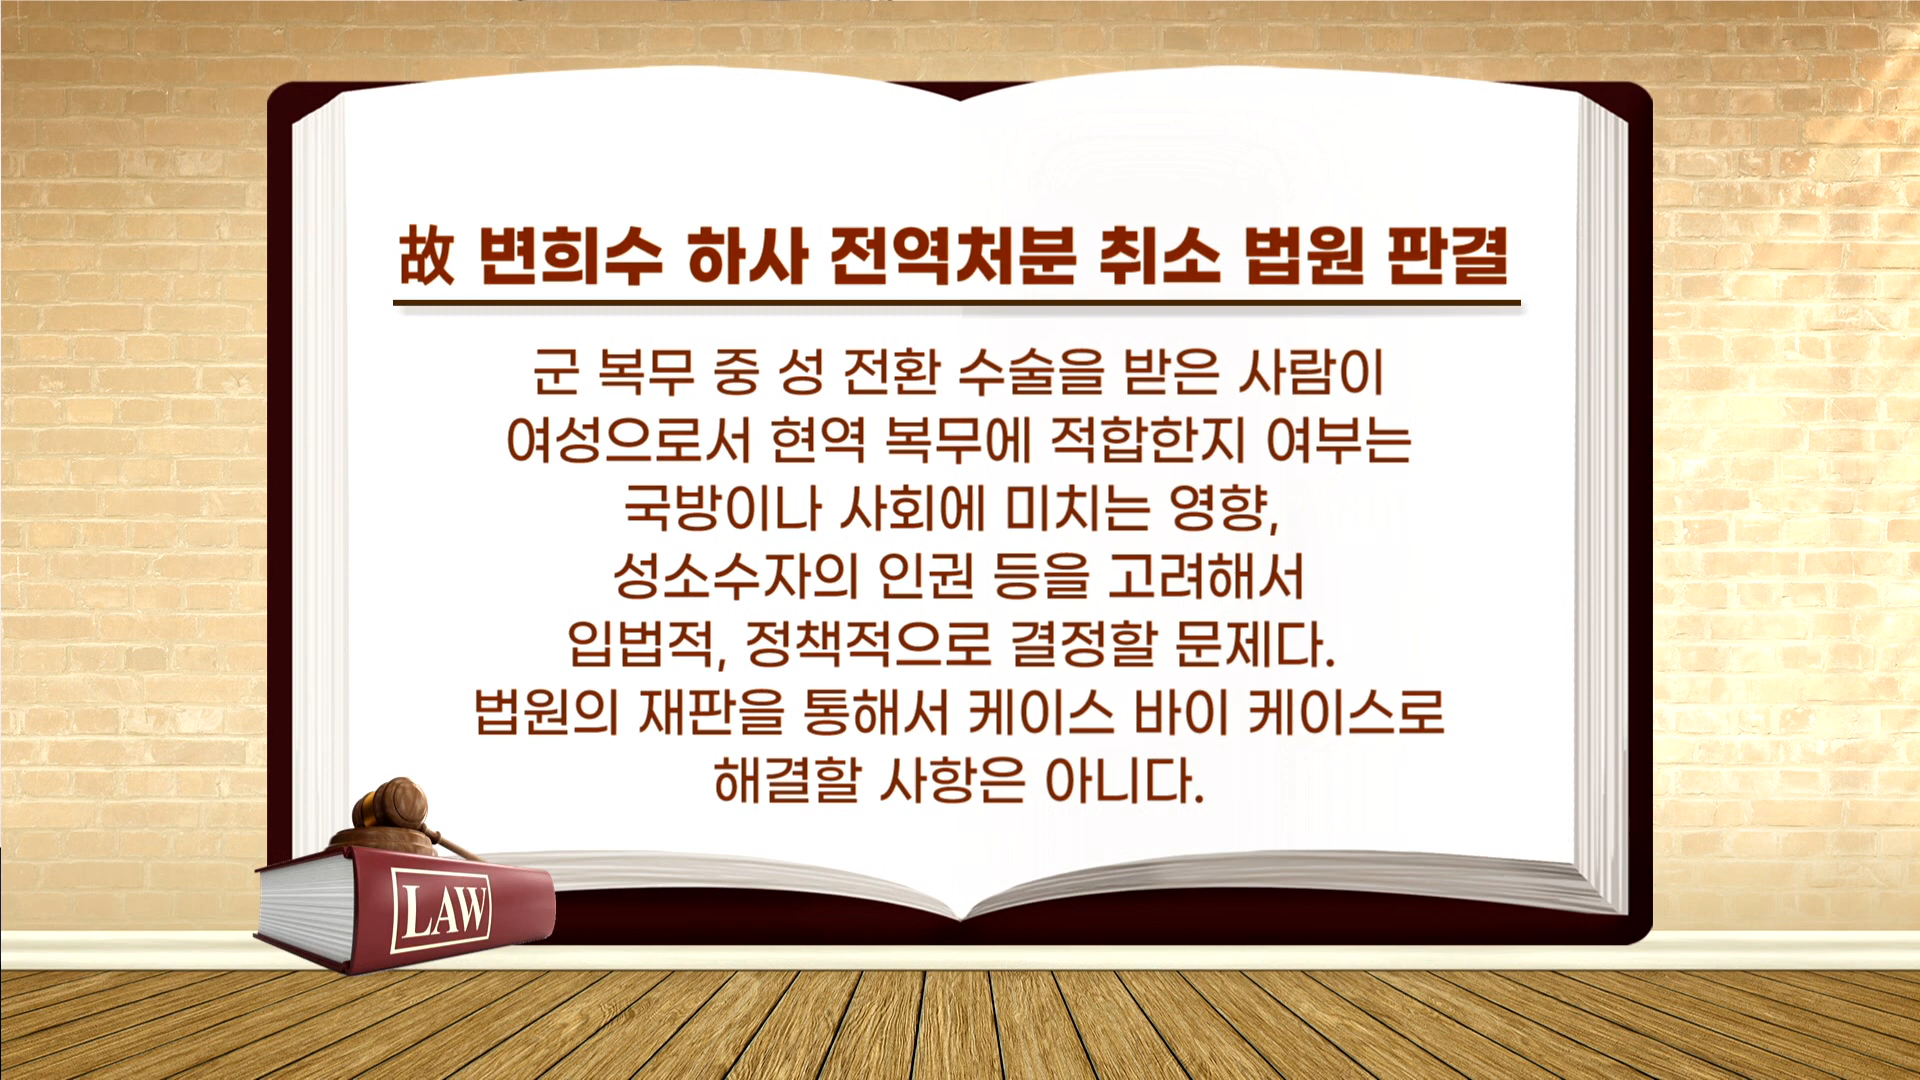 故 변희수 하사 전역처분 취소 법원 판결
군 복무 중 성 전환 수술을 받은 사람이
여성으로서 현역 복무에 적합한지 여부는
국방이나 사회에 미치는 영향,
성소수자의 인권 등을 고려해서
입법적, 정책적으로 결정할 문제다.
법원의 재판을 통해서 케이스 바이 케이스로
해결할 사항은 아니다.
LAW